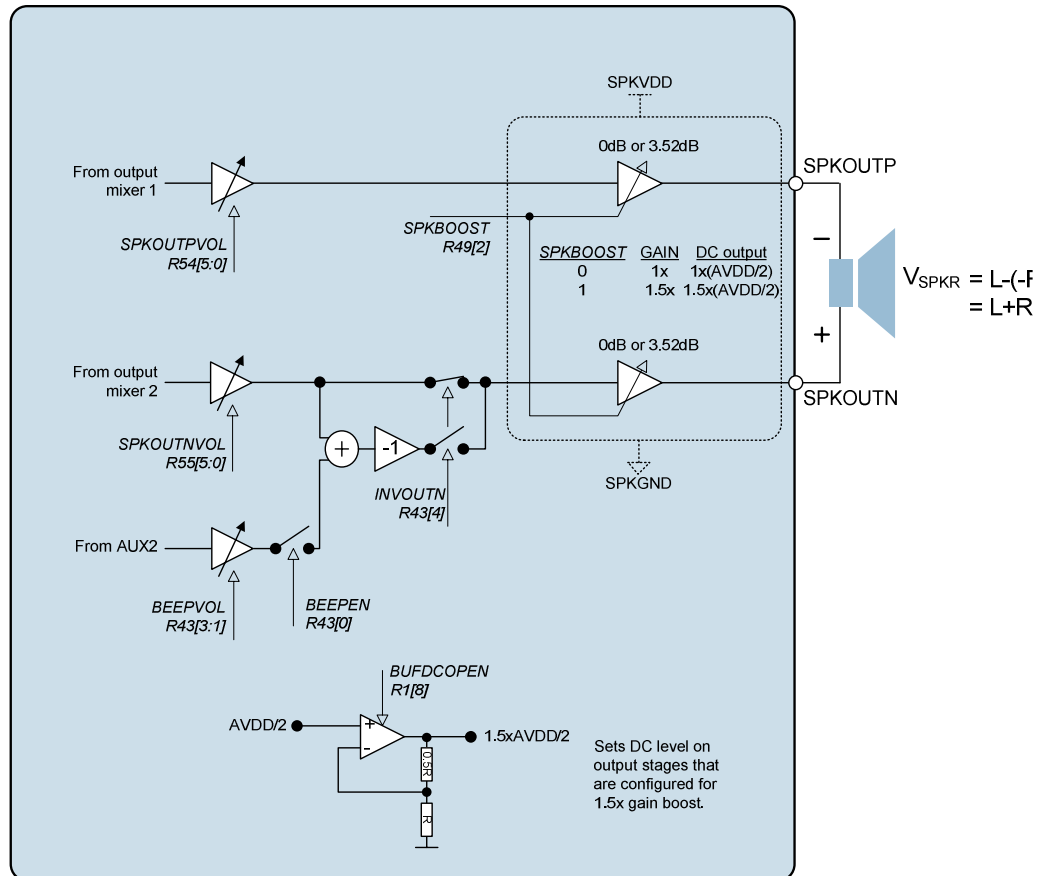 SPKVDD
0dB or 3.52dB
SPKOUTP
From output
mixer 1
SPKOUTPVOL
R54[5:0]
SPKBOOST
R49[2]
SPKBOOST GAIN DC output
0 1x 1x(AVDD/2)
1 1.5x 1.5x(AVDD/2)
–
+
VSPKR = L-(-R
= L+R
0dB or 3.52dB
SPKOUTN
From output
mixer 2
SPKOUTNVOL
R55[5:0]
+
-1
INVOUTN
R43[4]
SPKGND
From AUX2
BEEPVOL
R43[3:1]
BEEPEN
R43[0]
BUFDCOPEN
R1[8]
AVDD/2
+
-
1.5xAVDD/2
0.5R
R
Sets DC level on
output stages that
are configured for
1.5x gain boost.